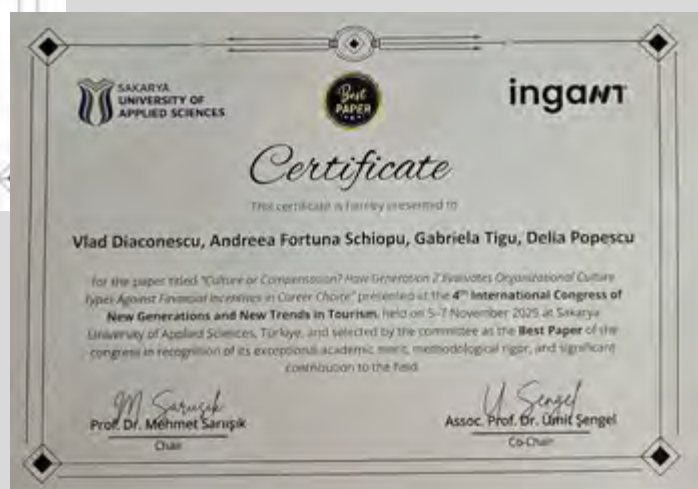 SAKARYA
UNIVERSITY OF
APPLIED SCIENCES
Best
PAPER
ingaNT
Certificate
This certificate is hereby presented to
Vlad Diaconescu, Andreea Fortuna Schiopu, Gabriela Tigu, Delia Popescu
for the paper titled "Culture or Compensation? How Generation Z Evaluates Organizational Culture
Types Against Financial Incentives in Career Choice" presented at the 4th International Congress of
New Generations and New Trends in Tourism, held on 5-7 November 2025 at Sakarya
University of Applied Sciences, Türkiye, and selected by the committee as the Best Paper of the
congress in recognition of its exceptional academic merit, methodological rigor, and significant
contribution to the field.
M Sarıışık
U Şengel
Prof. Dr. Mehmet Sarıışık
Assoc. Prof. Dr. Ümit Şengel
Chair
Co-Chair